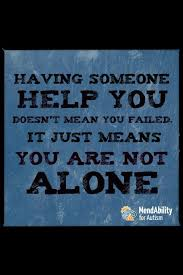 HAVING SOMEONE
HELP YOU
DOESN'T MEAN YOU FAILED.
IT JUST MEANS
YOU ARE NOT
ALONE
MendAbility
for Autism